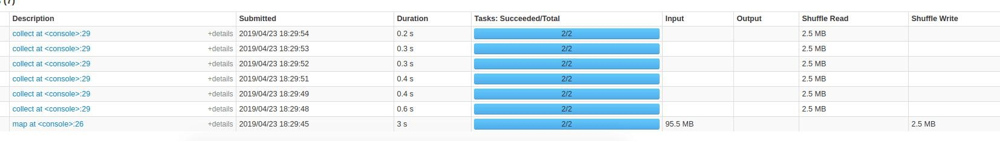 (7)
Description Submitted Duration Tasks: Succeeded/Total Input Output Shuffle Read Shuffle Write
collect at <console>:29 +details 2019/04/23 18:29:54 0.2 s 2/2 2.5 MB
collect at <console>:29 +details 2019/04/23 18:29:53 0.3 s 2/2 2.5 MB
collect at <console>:29 +details 2019/04/23 18:29:52 0.3 s 2/2 2.5 MB
collect at <console>:29 +details 2019/04/23 18:29:51 0.4 s 2/2 2.5 MB
collect at <console>:29 +details 2019/04/23 18:29:49 0.4 s 2/2 2.5 MB
collect at <console>:29 +details 2019/04/23 18:29:48 0.6 s 2/2 2.5 MB
map at <console>:26 +details 2019/04/23 18:29:45 3 s 2/2 95.5 MB 2.5 MB